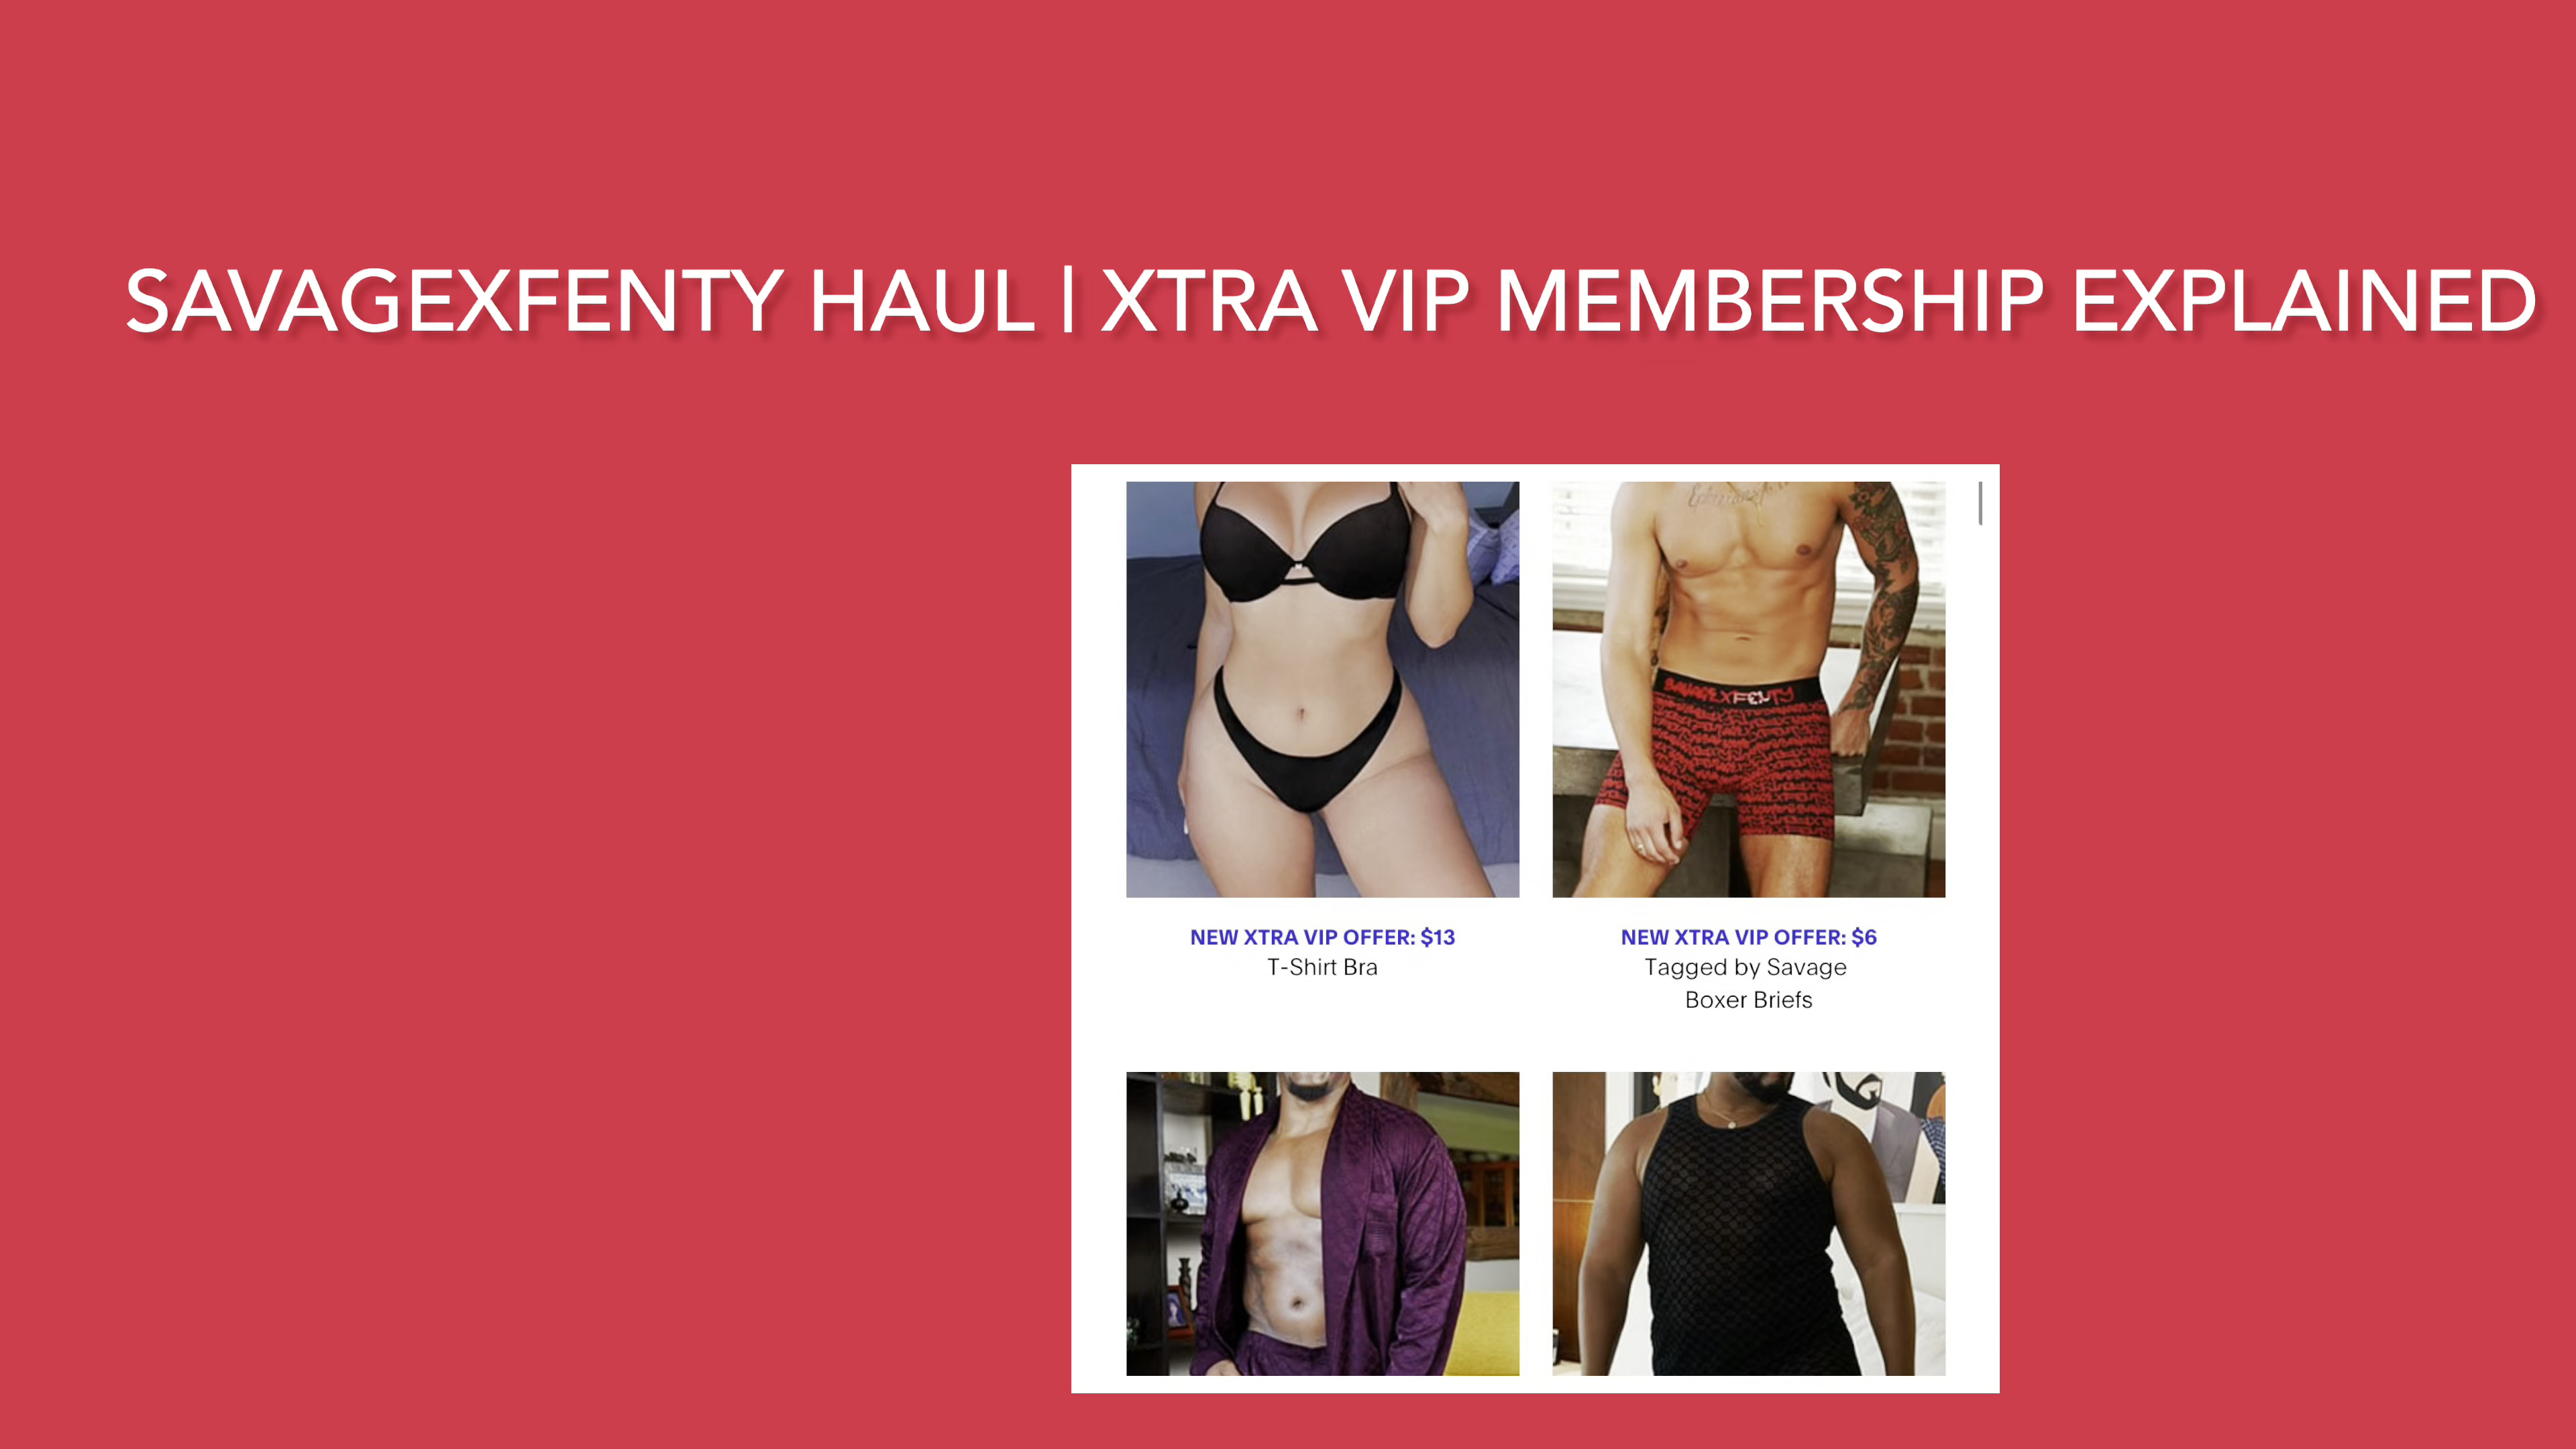 SAVAGEXFENTY HAUL | XTRA VIP MEMBERSHIP EXPLAINED
SAVAGEXFENTY
NEW XTRA VIP OFFER: $13
T-Shirt Bra
NEW XTRA VIP OFFER: $6
Tagged by Savage
Boxer Briefs